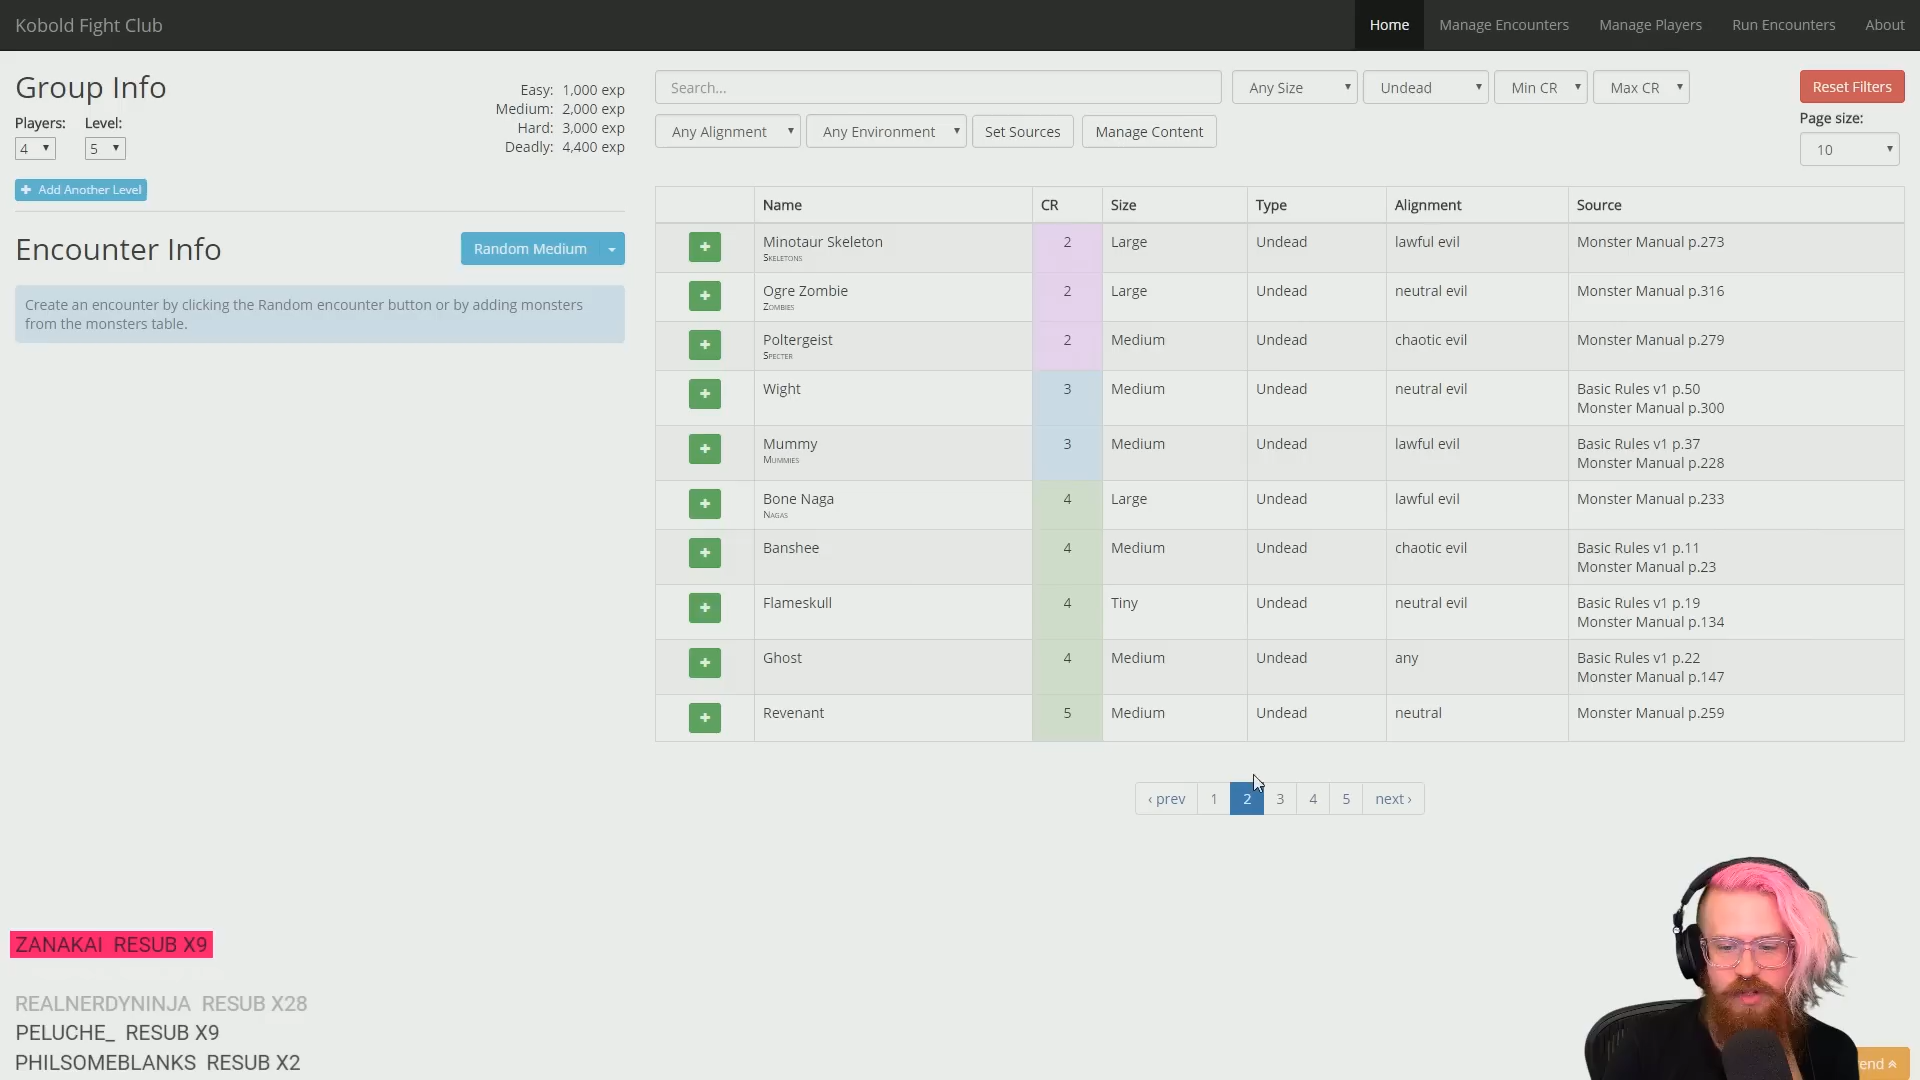 Kobold Fight Club
Home
Manage Encounters
Manage Players
Run Encounters
About
Group Info
Players:
Level:
4
5
Add Another Level
Easy: 1,000 exp
Medium: 2,000 exp
Hard: 3,000 exp
Deadly: 4,400 exp
Encounter Info
Random Medium
Create an encounter by clicking the Random encounter button or by adding monsters
from the monsters table.
Search...
Any Size
Undead
Min CR
Max CR
Reset Filters
Any Alignment
Any Environment
Set Sources
Manage Content
Page size:
10
Name CR Size Type Alignment Source
Minotaur Skeleton 2 Large Undead lawful evil Monster Manual p.273
Skeletons
Ogre Zombie 2 Large Undead neutral evil Monster Manual p.316
Zombies
Poltergeist 2 Medium Undead chaotic evil Monster Manual p.279
Specter
Wight 3 Medium Undead neutral evil Basic Rules v1 p.50
Monster Manual p.300
Mummy 3 Medium Undead lawful evil Basic Rules v1 p.37
Mummies Monster Manual p.228
Bone Naga 4 Large Undead lawful evil Monster Manual p.233
Nagas
Banshee 4 Medium Undead chaotic evil Basic Rules v1 p.11
Monster Manual p.23
Flameskull 4 Tiny Undead neutral evil Basic Rules v1 p.19
Monster Manual p.134
Ghost 4 Medium Undead any Basic Rules v1 p.22
Monster Manual p.147
Revenant 5 Medium Undead neutral Monster Manual p.259
‹ prev 1 2 3 4 5 next ›
ZANAKAI RESUB X9
REALNERDYNINJA RESUB X28
PELUCHE_ RESUB X9
PHILSOMEBLANKS RESUB X2